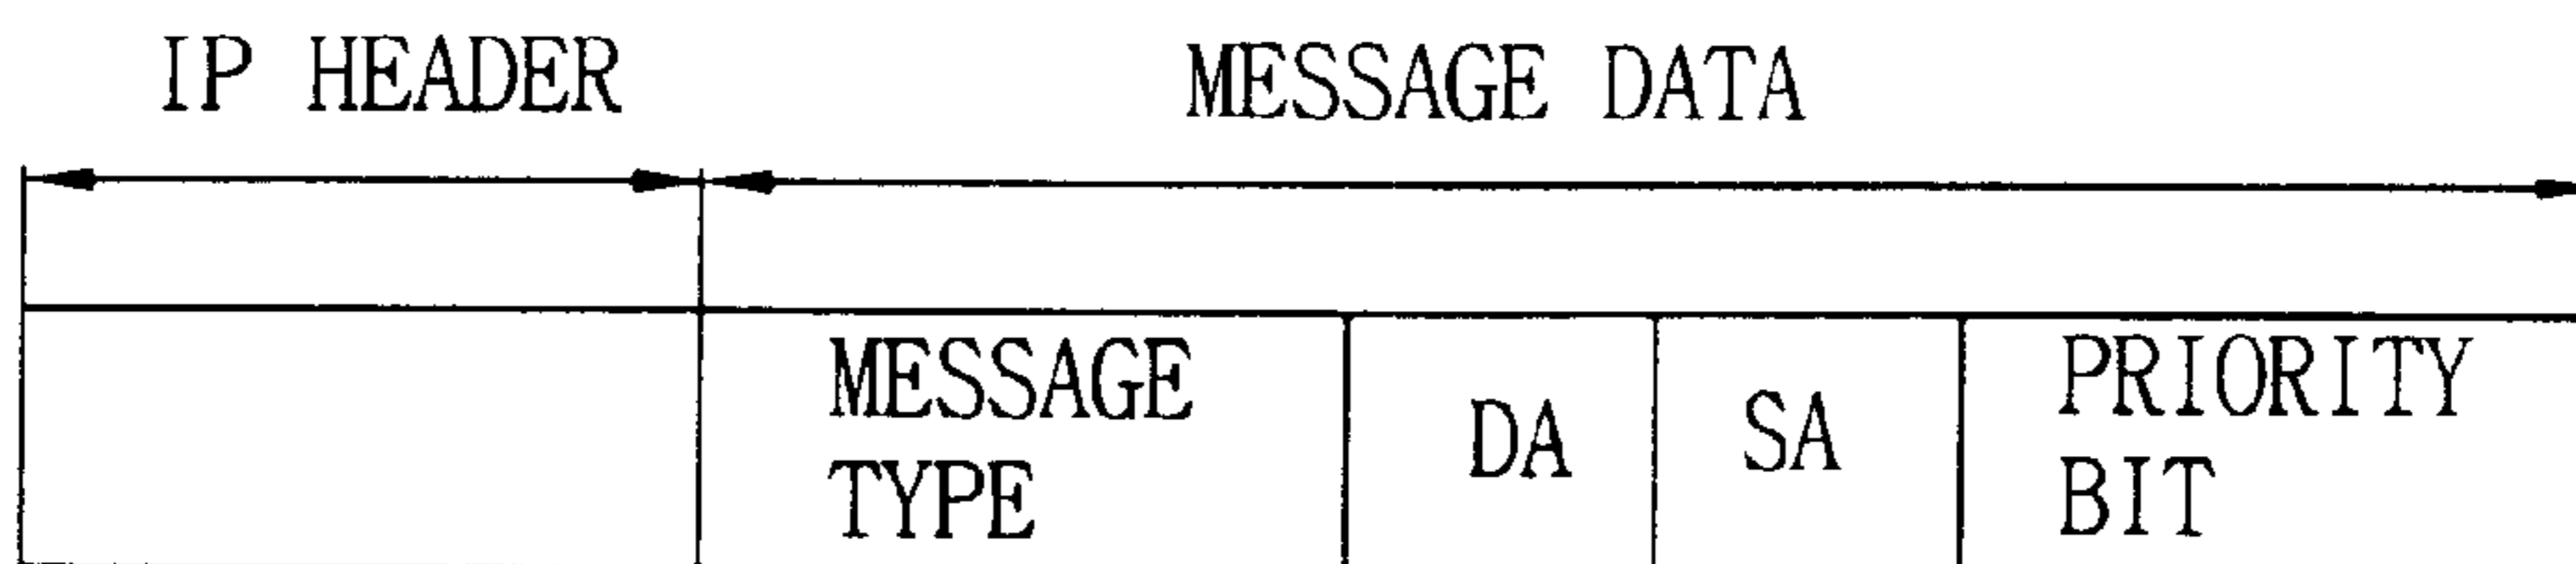 IP HEADER
MESSAGE DATA
MESSAGE
TYPE
DA
SA
PRIORITY
BIT